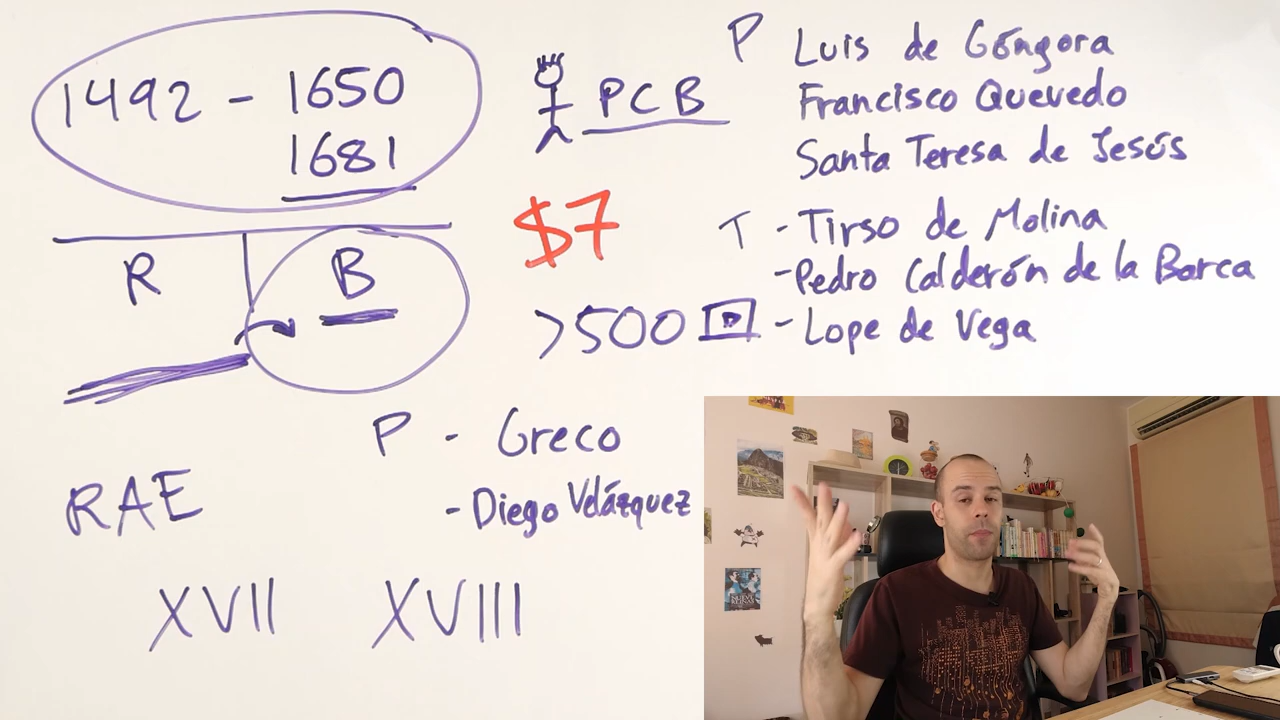 1492 - 1650
1681
R
B
RAE
XVII XVIII
PCB
$7
>500
P Luis de Góngora
Francisco Quevedo
Santa Teresa de Jesús
T - Tirso de Molina
- Pedro Calderón de la Barca
- Lope de Vega
P - Greco
- Diego Velázquez